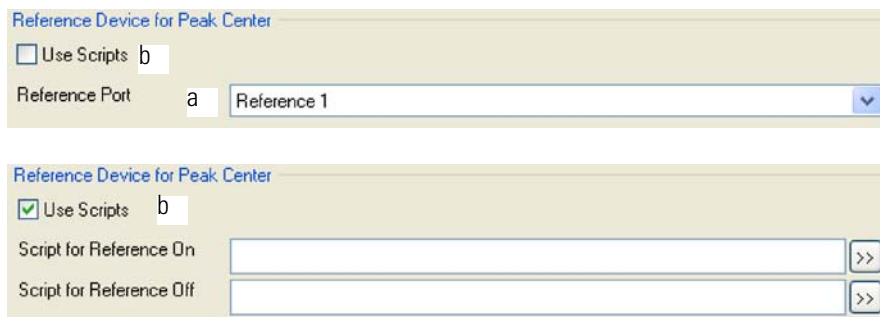 Reference Device for Peak Center
Use Scripts b
Reference Port a Reference 1
Reference Device for Peak Center
Use Scripts b
Script for Reference On >>
Script for Reference Off >>